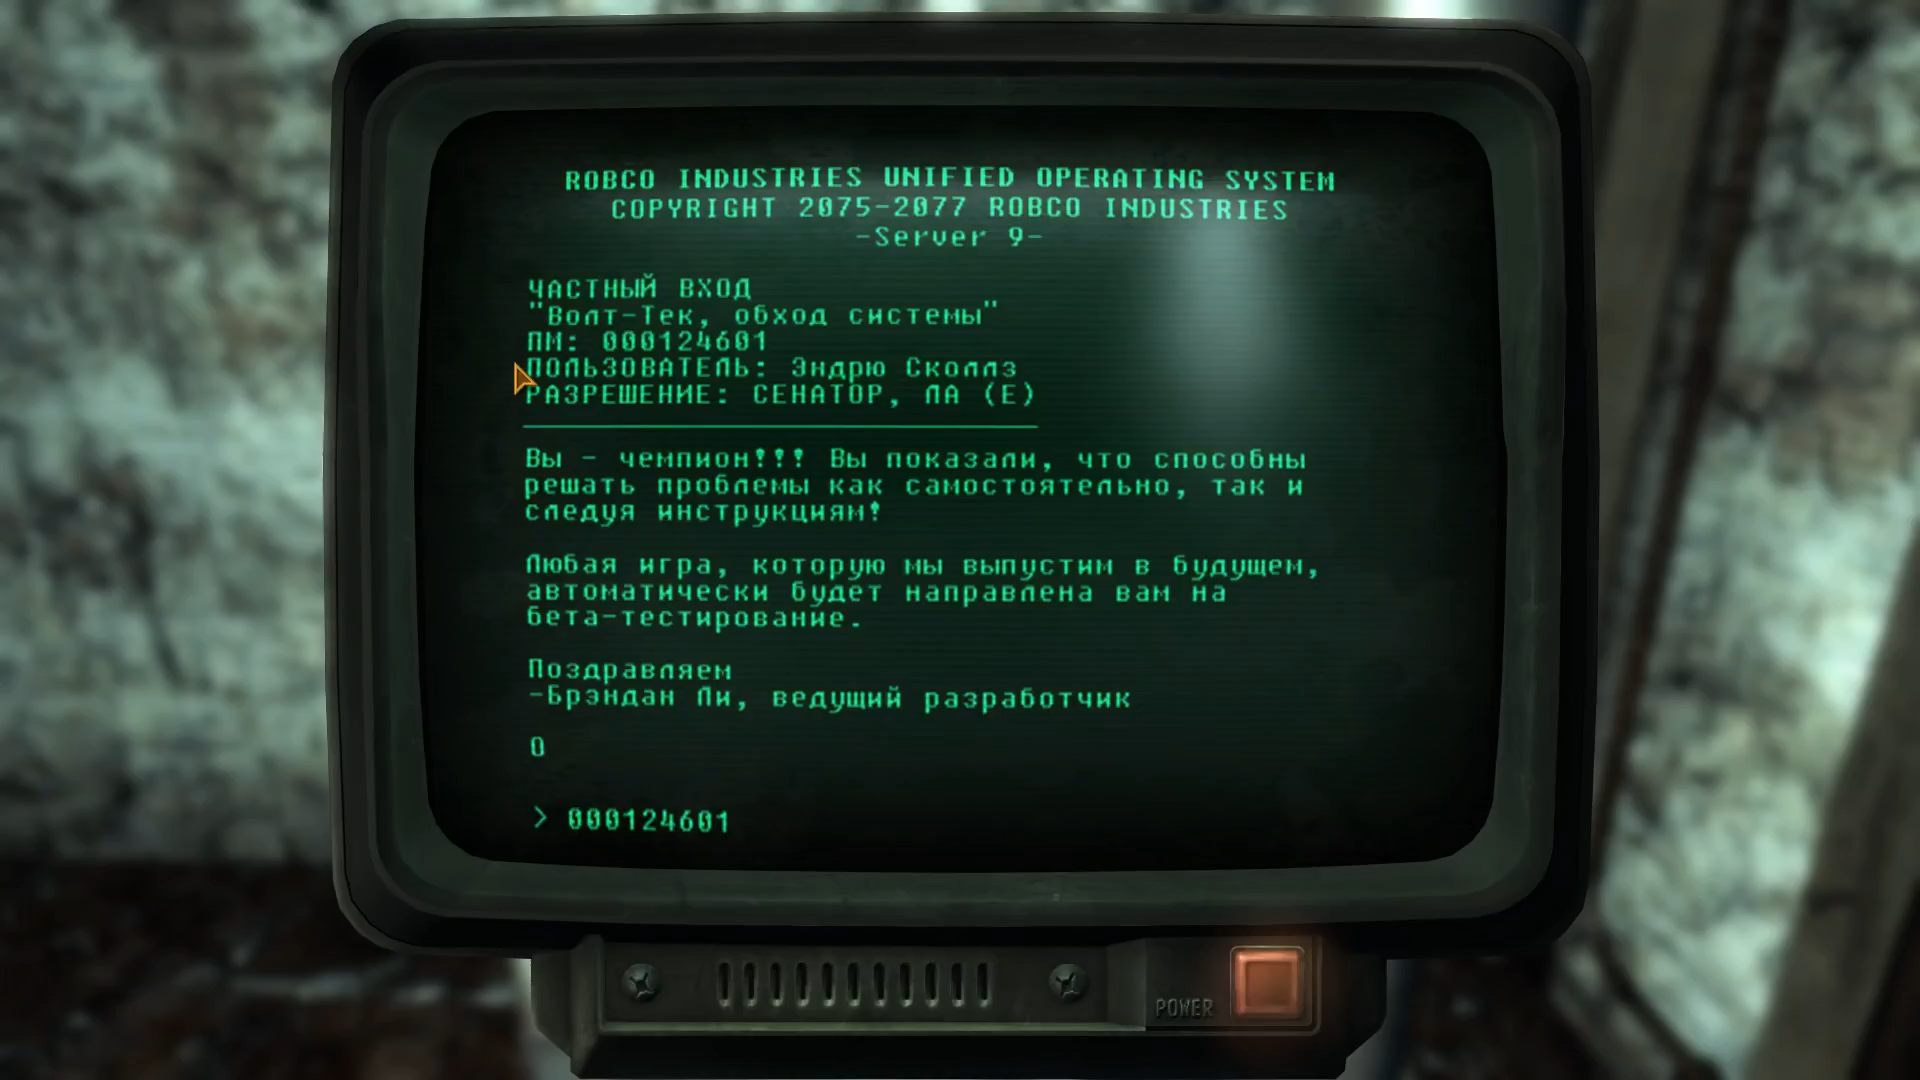 ROBCO INDUSTRIES UNIFIED OPERATING SYSTEM
COPYRIGHT 2075-2077 ROBCO INDUSTRIES
-Server 9-
ЧАСТНЫЙ ВХОД
"Волт-Тек, обход системы"
ПМ: 000124601
ПОЛЬЗОВАТЕЛЬ: Эндрю Сколлз
РАЗРЕШЕНИЕ: СЕНАТОР, ЛА (Е)
Вы - чемпион!!! Вы показали, что способны
решать проблемы как самостоятельно, так и
следуя инструкциям!
Любая игра, которую мы выпустим в будущем,
автоматически будет направлена вам на
бета-тестирование.
Поздравляем
-Брэндан Ли, ведущий разработчик
0
> 000124601
POWER